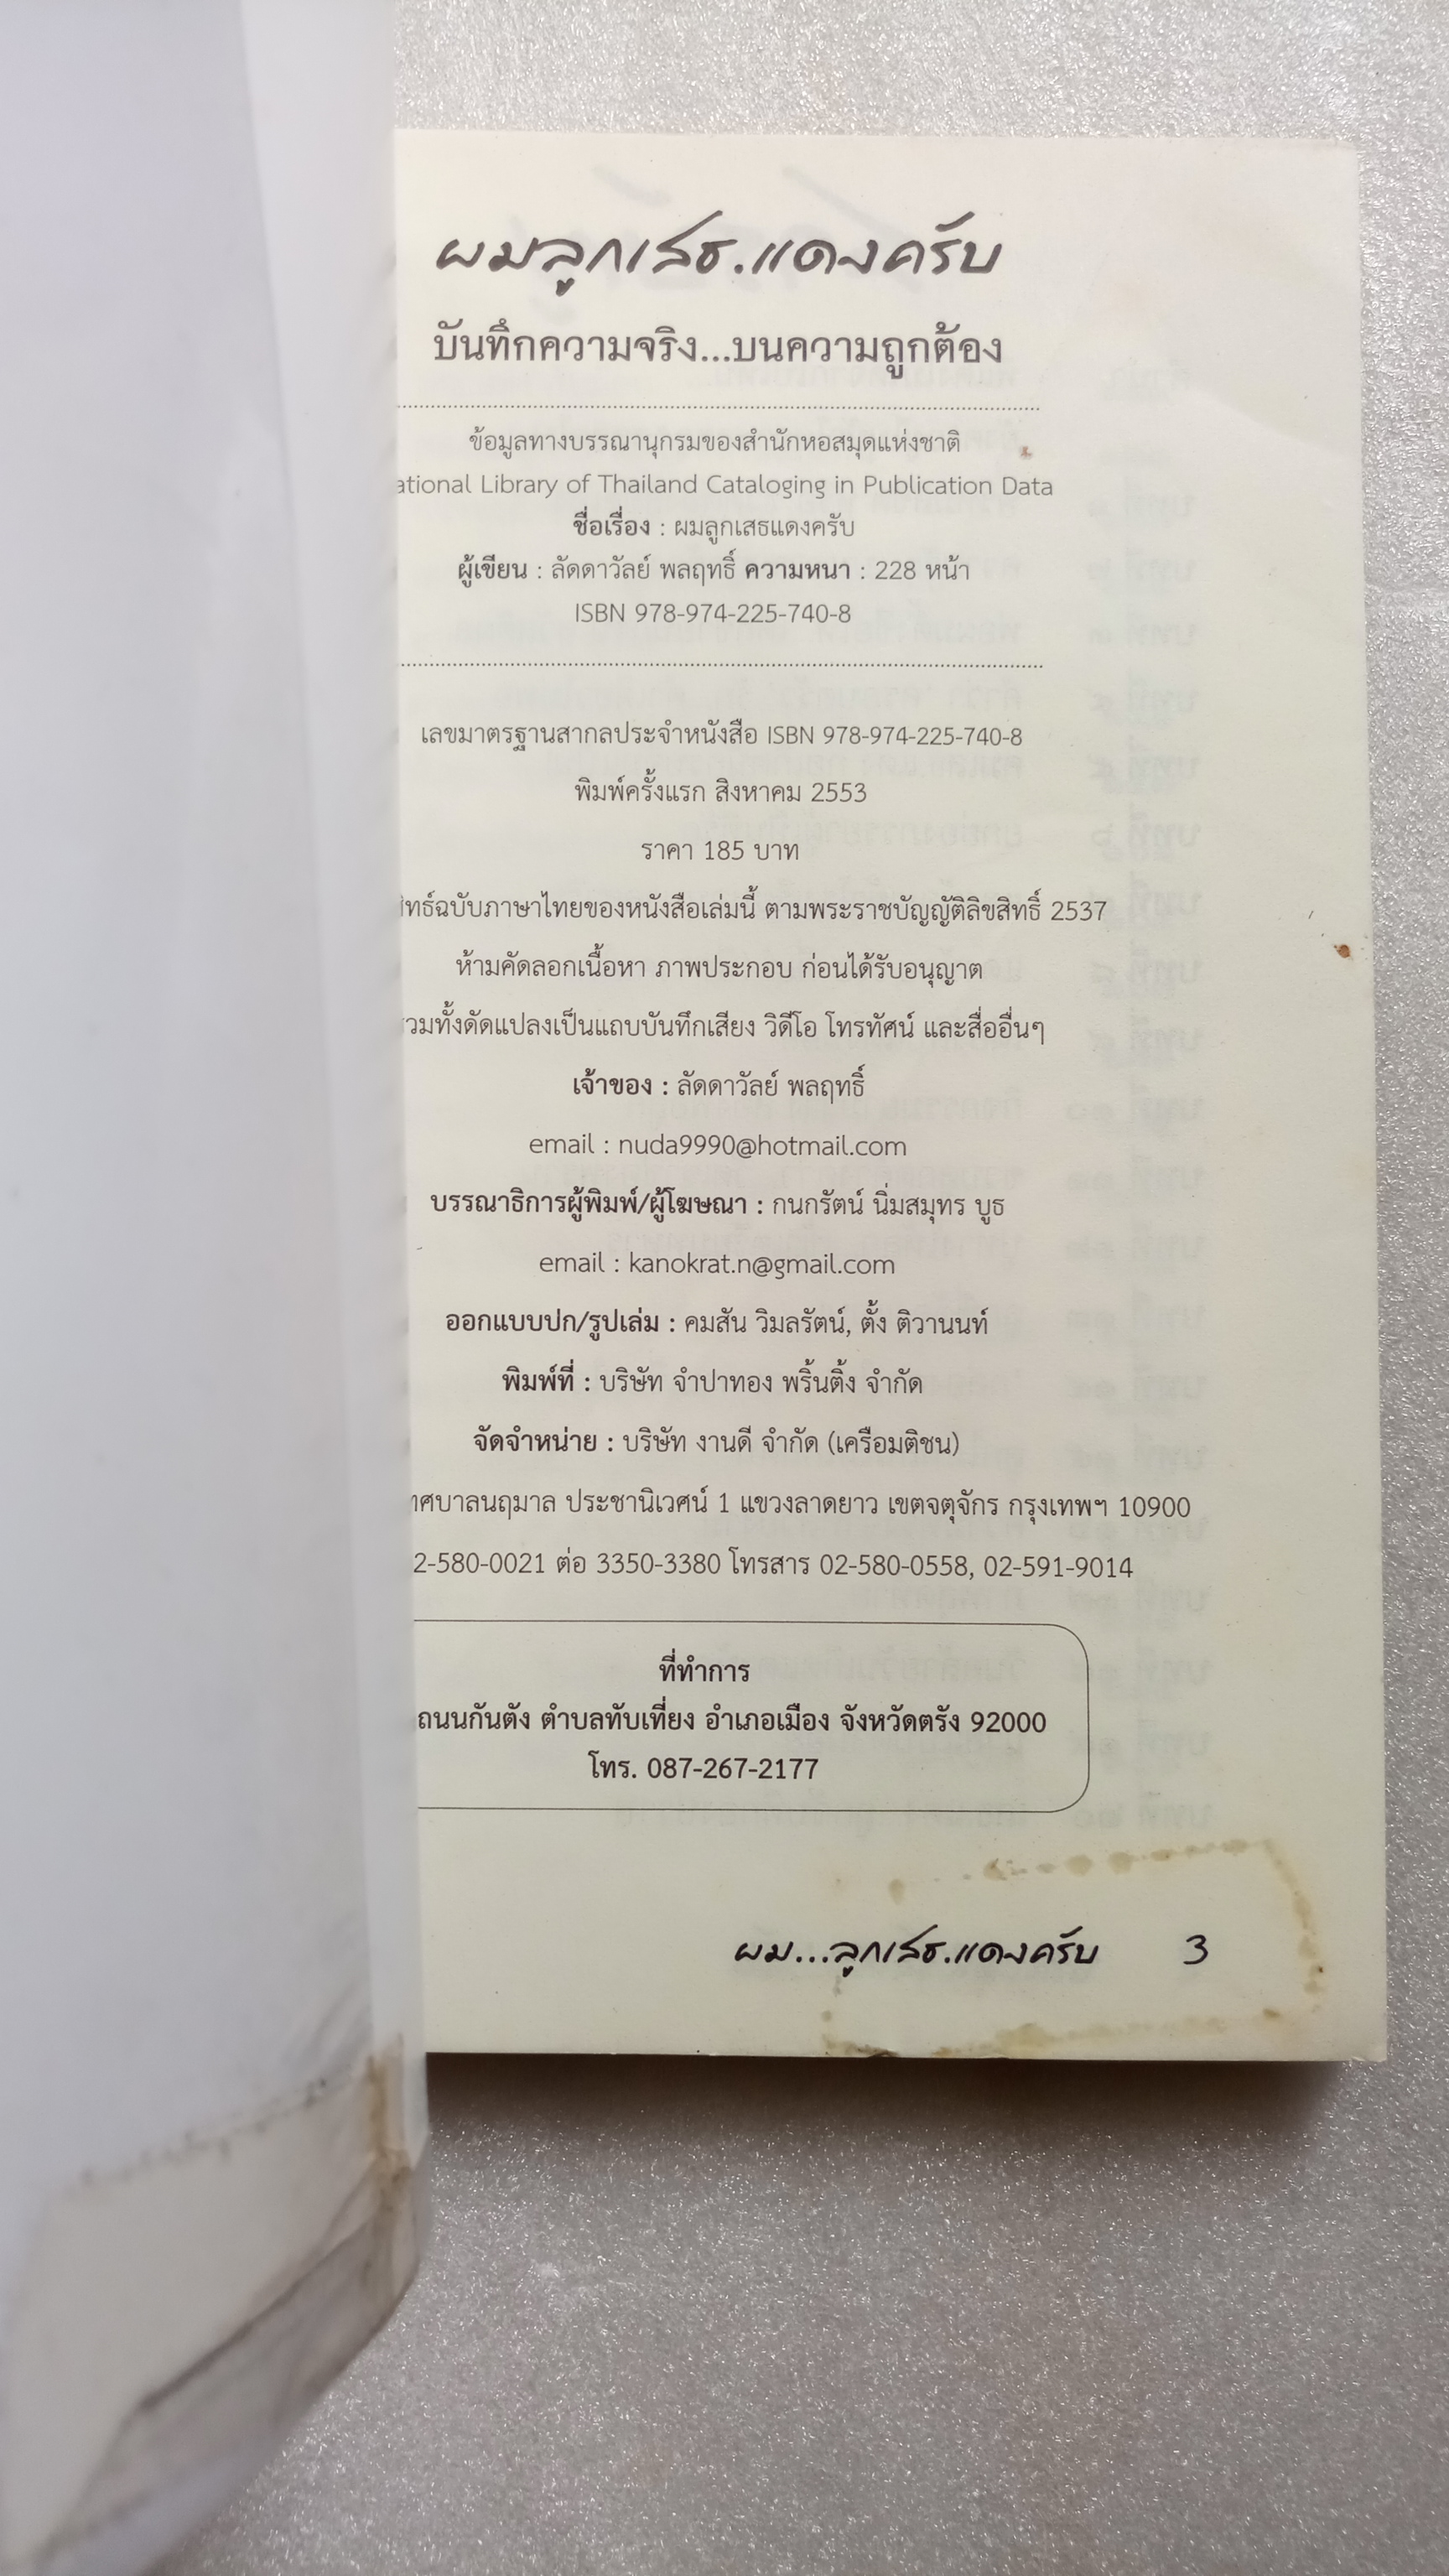 ผมลูกเสธ.แดงครับ
บันทึกความจริง...บนความถูกต้อง
ข้อมูลทางบรรณานุกรมของสำนักหอสมุดแห่งชาติ
ational Library of Thailand Cataloging in Publication Data
ชื่อเรื่อง : ผมลูกเสธแดงครับ
ผู้เขียน : ลัดดาวัลย์ พลฤทธิ์ ความหนา : 228 หน้า
ISBN 978-974-225-740-8
เลขมาตรฐานสากลประจำหนังสือ ISBN 978-974-225-740-8
พิมพ์ครั้งแรก สิงหาคม 2553
ราคา 185 บาท
ิทธ์ฉบับภาษาไทยของหนังสือเล่มนี้ ตามพระราชบัญญัติลิขสิทธิ์ 2537
ห้ามคัดลอกเนื้อหา ภาพประกอบ ก่อนได้รับอนุญาต
วมทั้งดัดแปลงเป็นแถบบันทึกเสียง วิดีโอ โทรทัศน์ และสื่ออื่นๆ
เจ้าของ : ลัดดาวัลย์ พลฤทธิ์
email : nuda9990@hotmail.com
บรรณาธิการผู้พิมพ์/ผู้โฆษณา : กนกรัตน์ นิ่มสมุทร บูธ
email : kanokrat.n@gmail.com
ออกแบบปก/รูปเล่ม : คมสัน วิมลรัตน์, ตั้ง ติวานนท์
พิมพ์ที่ : บริษัท จำปาทอง พริ้นติ้ง จำกัด
จัดจำหน่าย : บริษัท งานดี จำกัด (เครือมติชน)
ทศบาลนฤมาล ประชานิเวศน์ 1 แขวงลาดยาว เขตจตุจักร กรุงเทพฯ 10900
2-580-0021 ต่อ 3350-3380 โทรสาร 02-580-0558, 02-591-9014
ที่ทำการ
ถนนกันตัง ตำบลทับเที่ยง อำเภอเมือง จังหวัดตรัง 92000
โทร. 087-267-2177
ผม...ลูกเสธ.แดงครับ 3